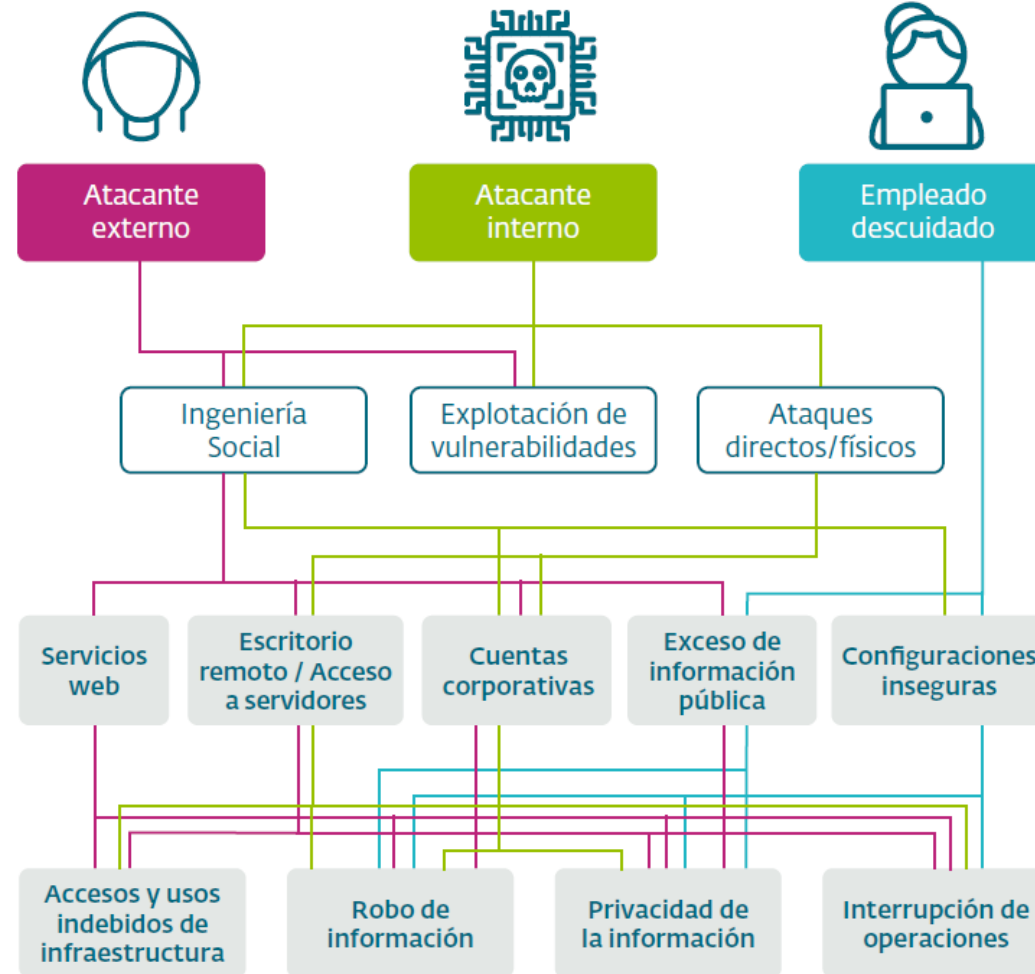 Atacante
externo
Atacante
interno
Empleado
descuidado
Ingeniería
Social
Explotación de
vulnerabilidades
Ataques
directos/físicos
Servicios
web
Escritorio
remoto / Acceso
a servidores
Cuentas
corporativas
Exceso de
información
pública
Configuraciones
inseguras
Accesos y usos
indebidos de
infraestructura
Robo de
información
Privacidad de
la información
Interrupción de
operaciones